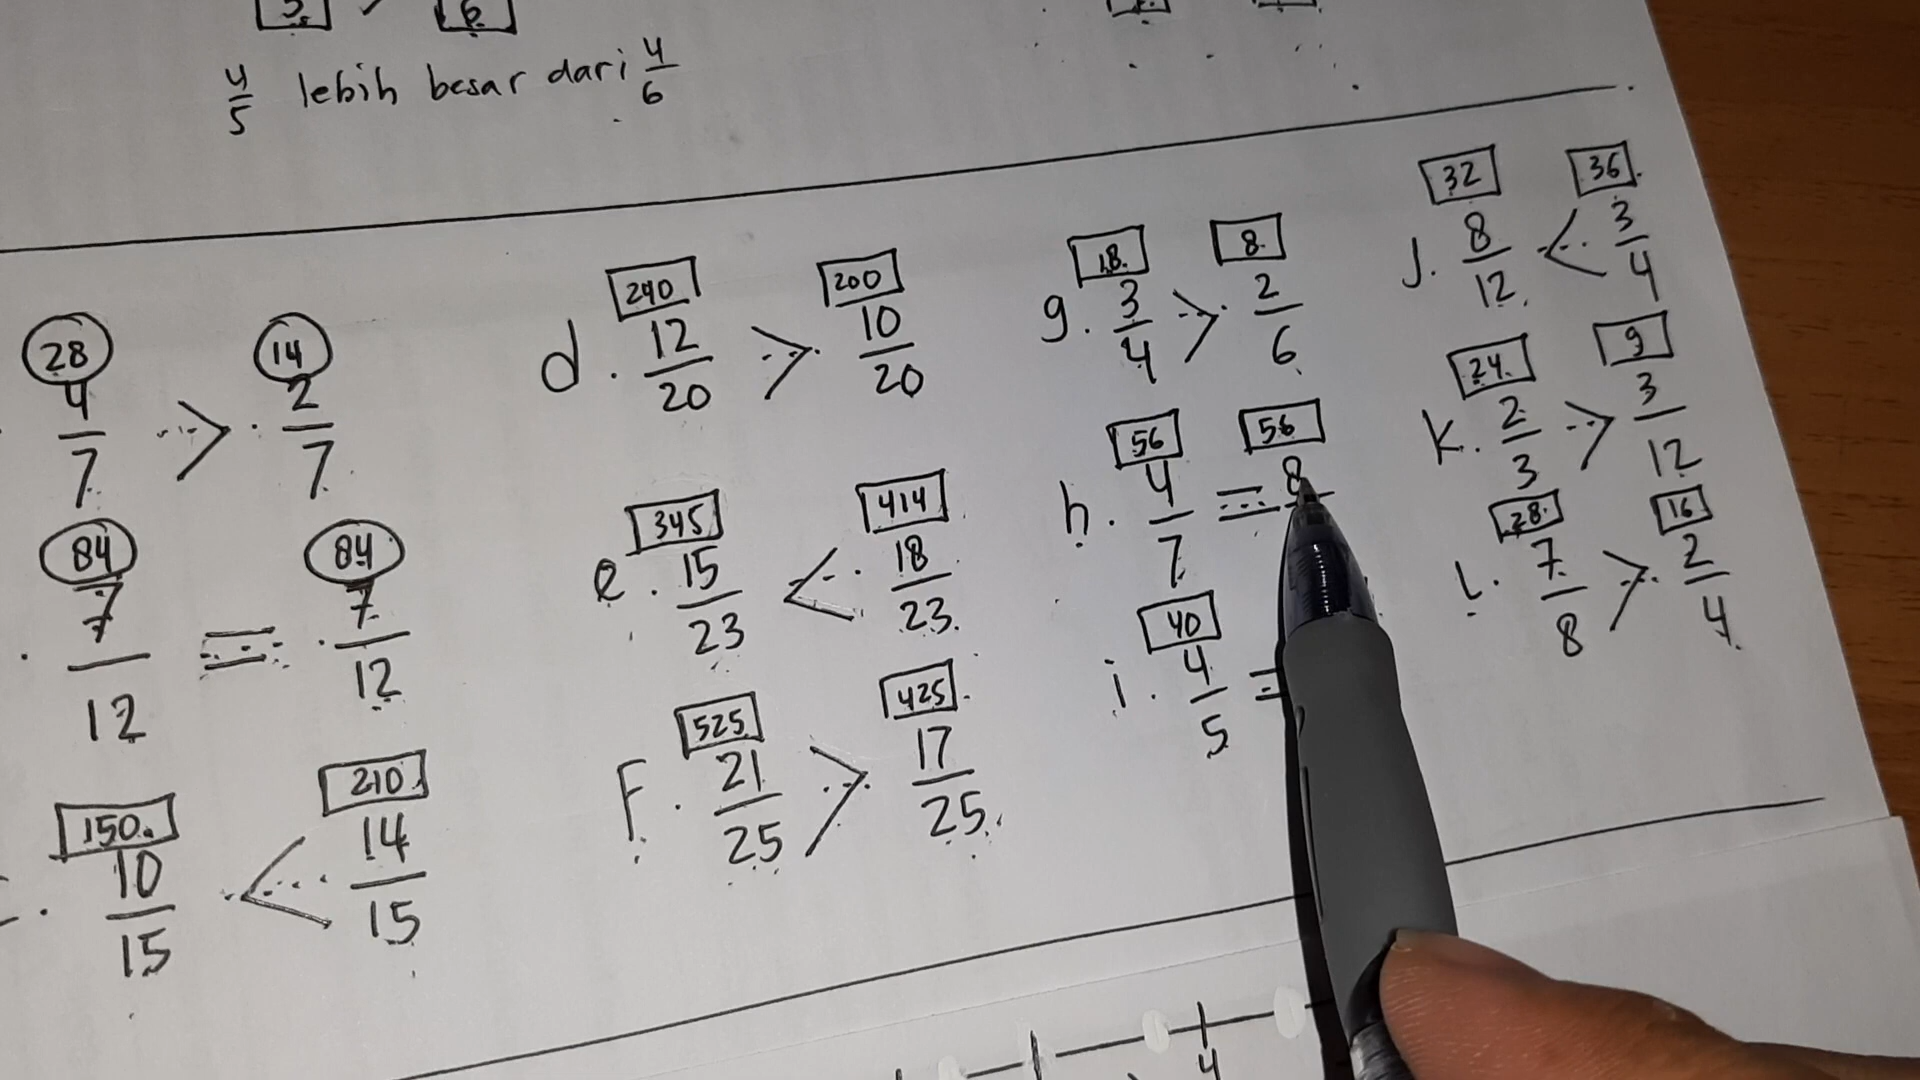 5 6
4/5 lebih besar dari 4/6
28 14
4/7 > 2/7
84 84
7/12 = 7/12
150 210
10/15 < 14/15
240 200
d. 12/20 > 10/20
345 414
e. 15/23 < 18/23
525 425
f. 21/25 > 17/25
18 8
g. 3/4 > 2/6
56 56
h. 4/7 = 8
40
i. 4/5 =
32 36
j. 8/12 < 3/4
24 9
k. 2/3 > 3/12
28 16
l. 7/8 > 2/4
4